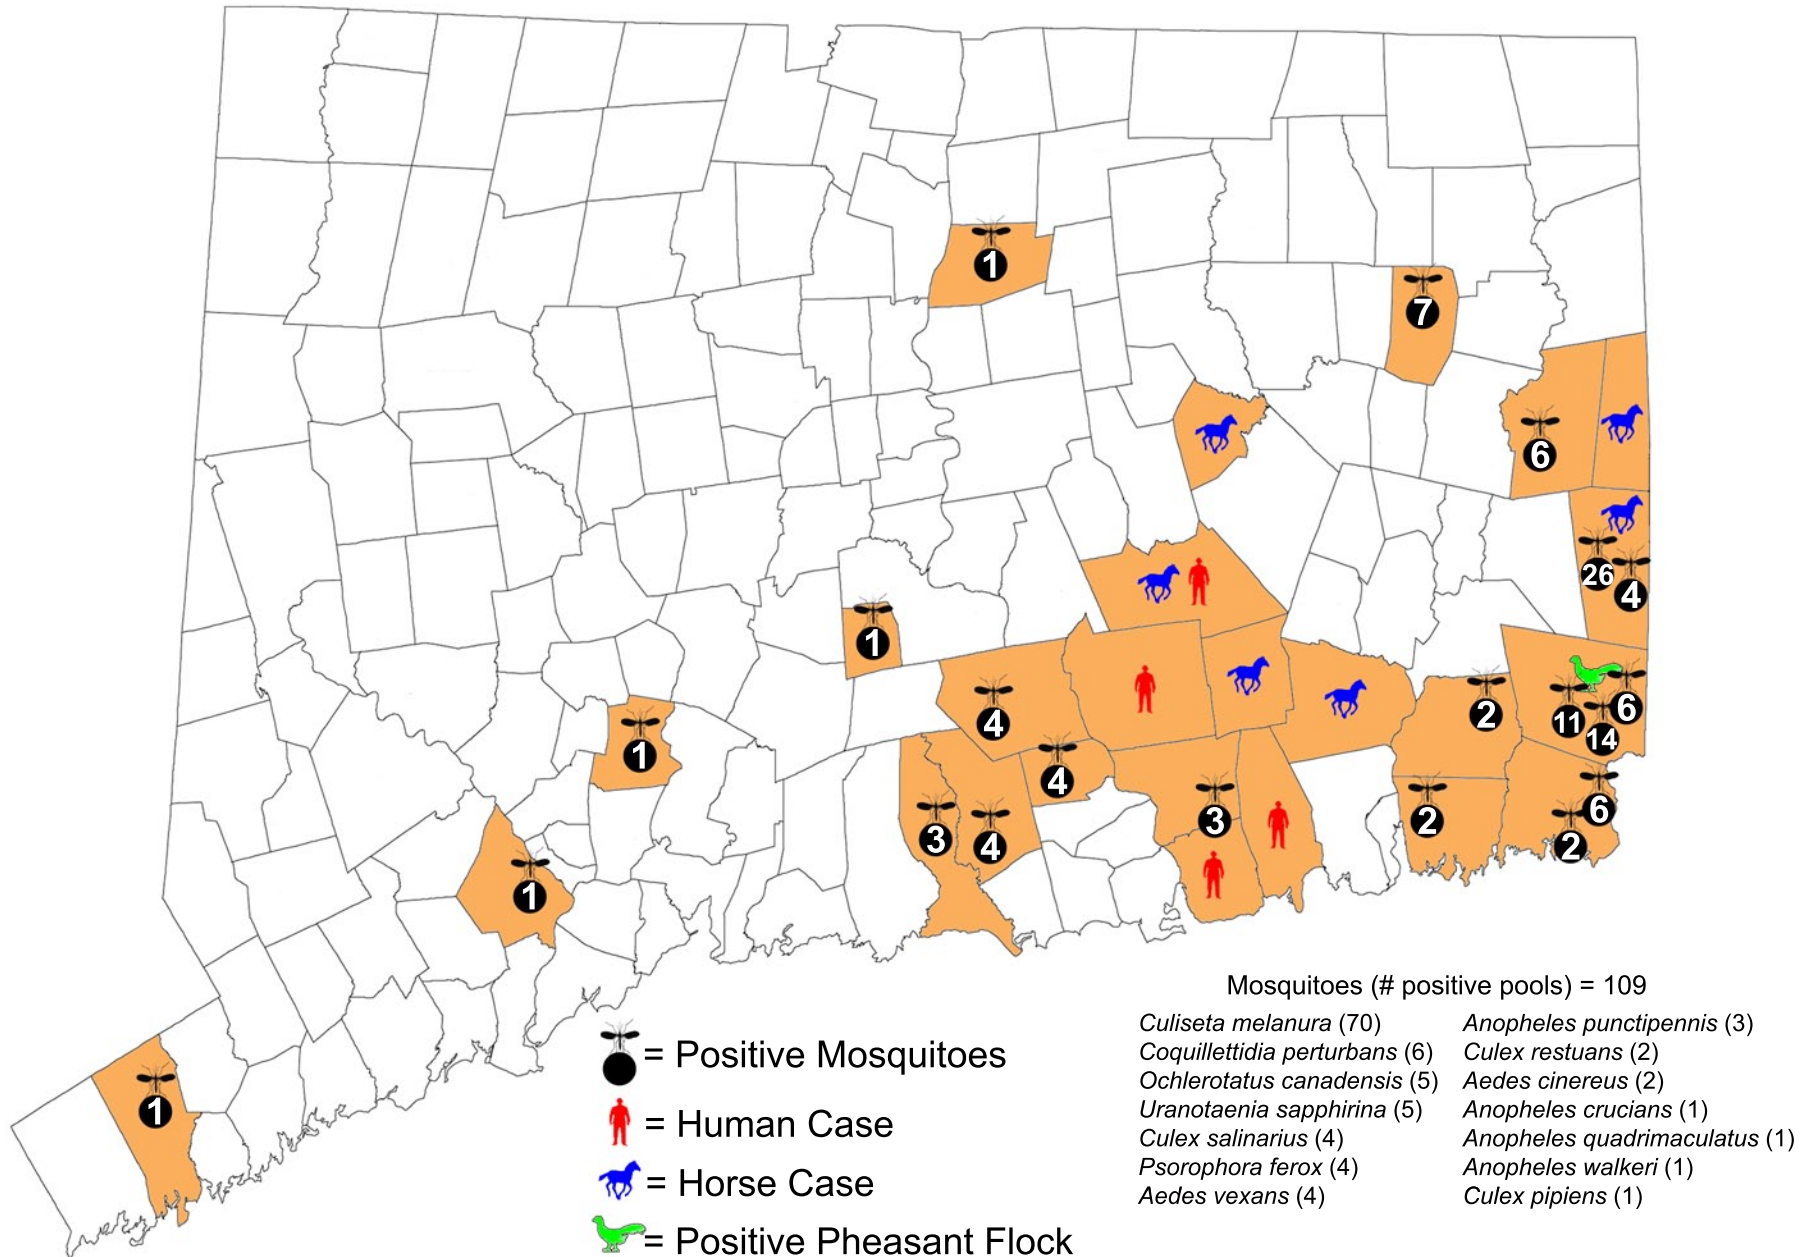 1
7
6
26
4
1
4
2
11
6
14
1
4
3
4
3
2
6
2
1
1
Mosquitoes (# positive pools) = 109
Culiseta melanura (70)
Coquillettidia perturbans (6)
Ochlerotatus canadensis (5)
Uranotaenia sapphirina (5)
Culex salinarius (4)
Psorophora ferox (4)
Aedes vexans (4)
Anopheles punctipennis (3)
Culex restuans (2)
Aedes cinereus (2)
Anopheles crucians (1)
Anopheles quadrimaculatus (1)
Anopheles walkeri (1)
Culex pipiens (1)
= Positive Mosquitoes
= Human Case
= Horse Case
= Positive Pheasant Flock